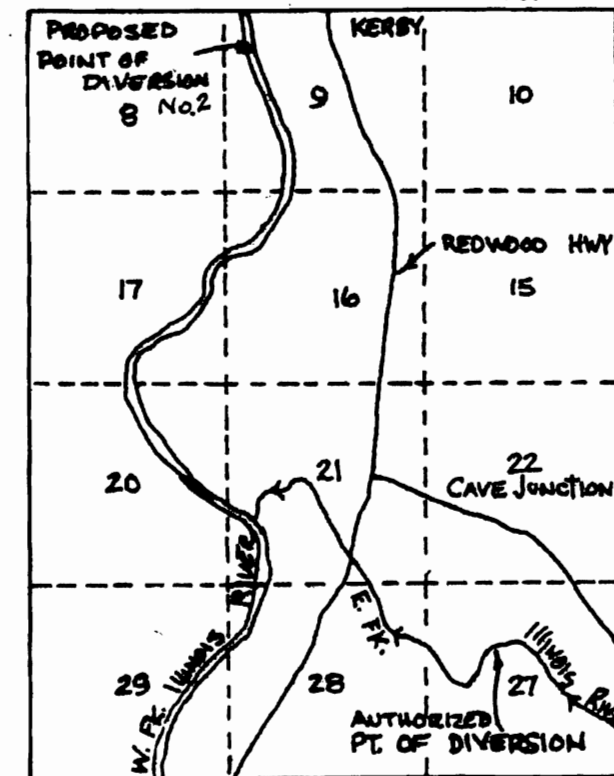 PROPOSED
POINT OF
DIVERSION
No.2
KERBY
8
9
10
REDWOOD HWY
17
16
15
20
21
22
CAVE JUNCTION
RIVER
E. FK.
ILLINOIS
W. FK.
29
28
27
ILLINOIS
AUTHORIZED
PT. OF DIVERSION